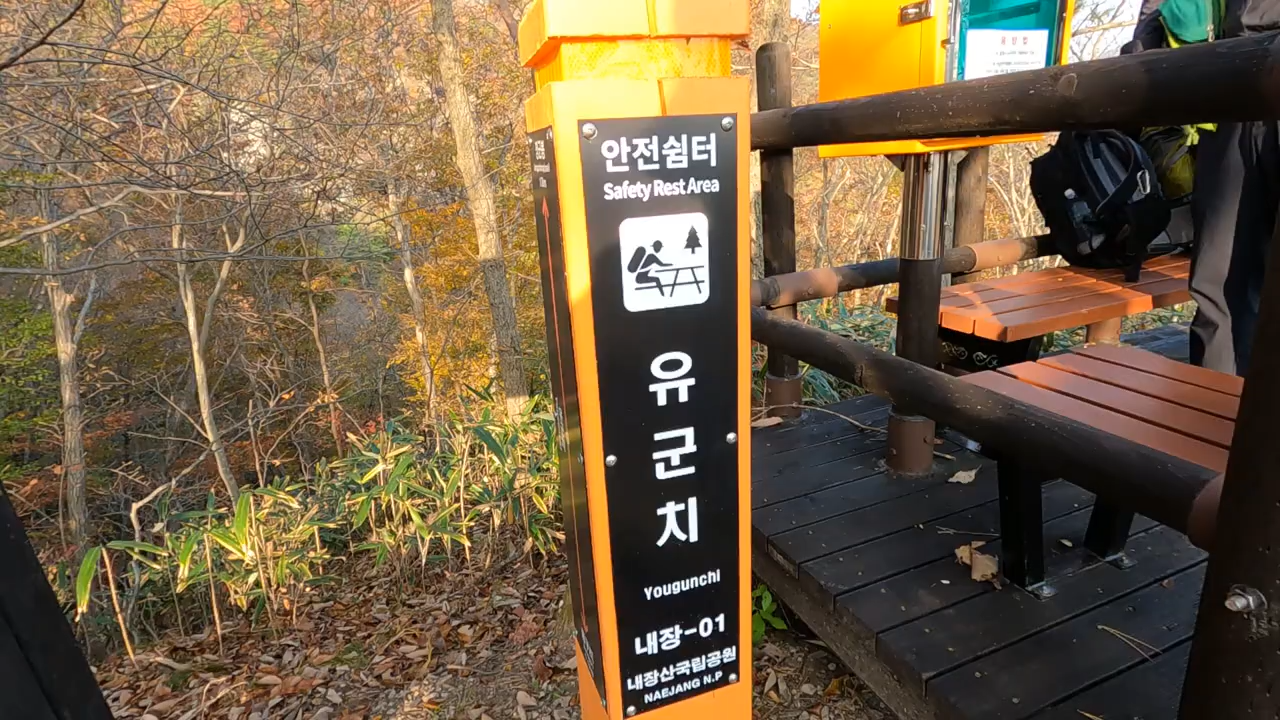 안전쉼터
Safety Rest Area
유
군
치
Yougunchi
내장-01
내장산국립공원
NAEJANG N.P